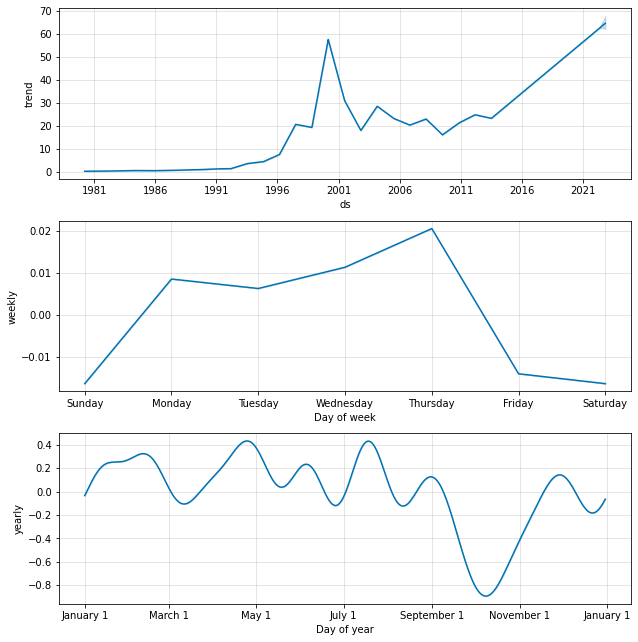 70
60
50
40
30
20
10
0
trend
1981 1986 1991 1996 2001 2006 2011 2016 2021
ds
0.02
0.01
0.00
−0.01
weekly
Sunday Monday Tuesday Wednesday Thursday Friday Saturday
Day of week
0.4
0.2
0.0
−0.2
−0.4
−0.6
−0.8
yearly
January 1 March 1 May 1 July 1 September 1 November 1 January 1
Day of year